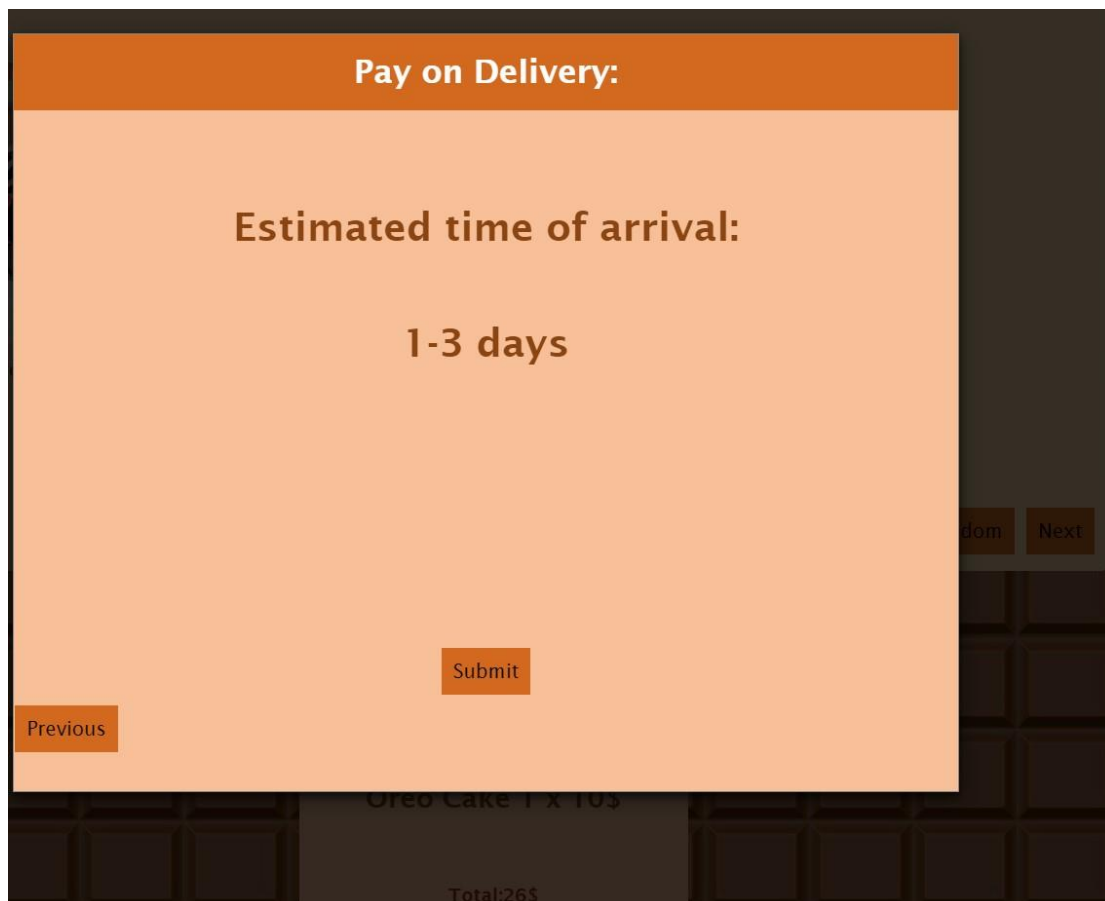 Pay on Delivery:
Estimated time of arrival:
1-3 days
dom Next
Submit
Previous
Oreo Cake 1 x 10$
Total:26$